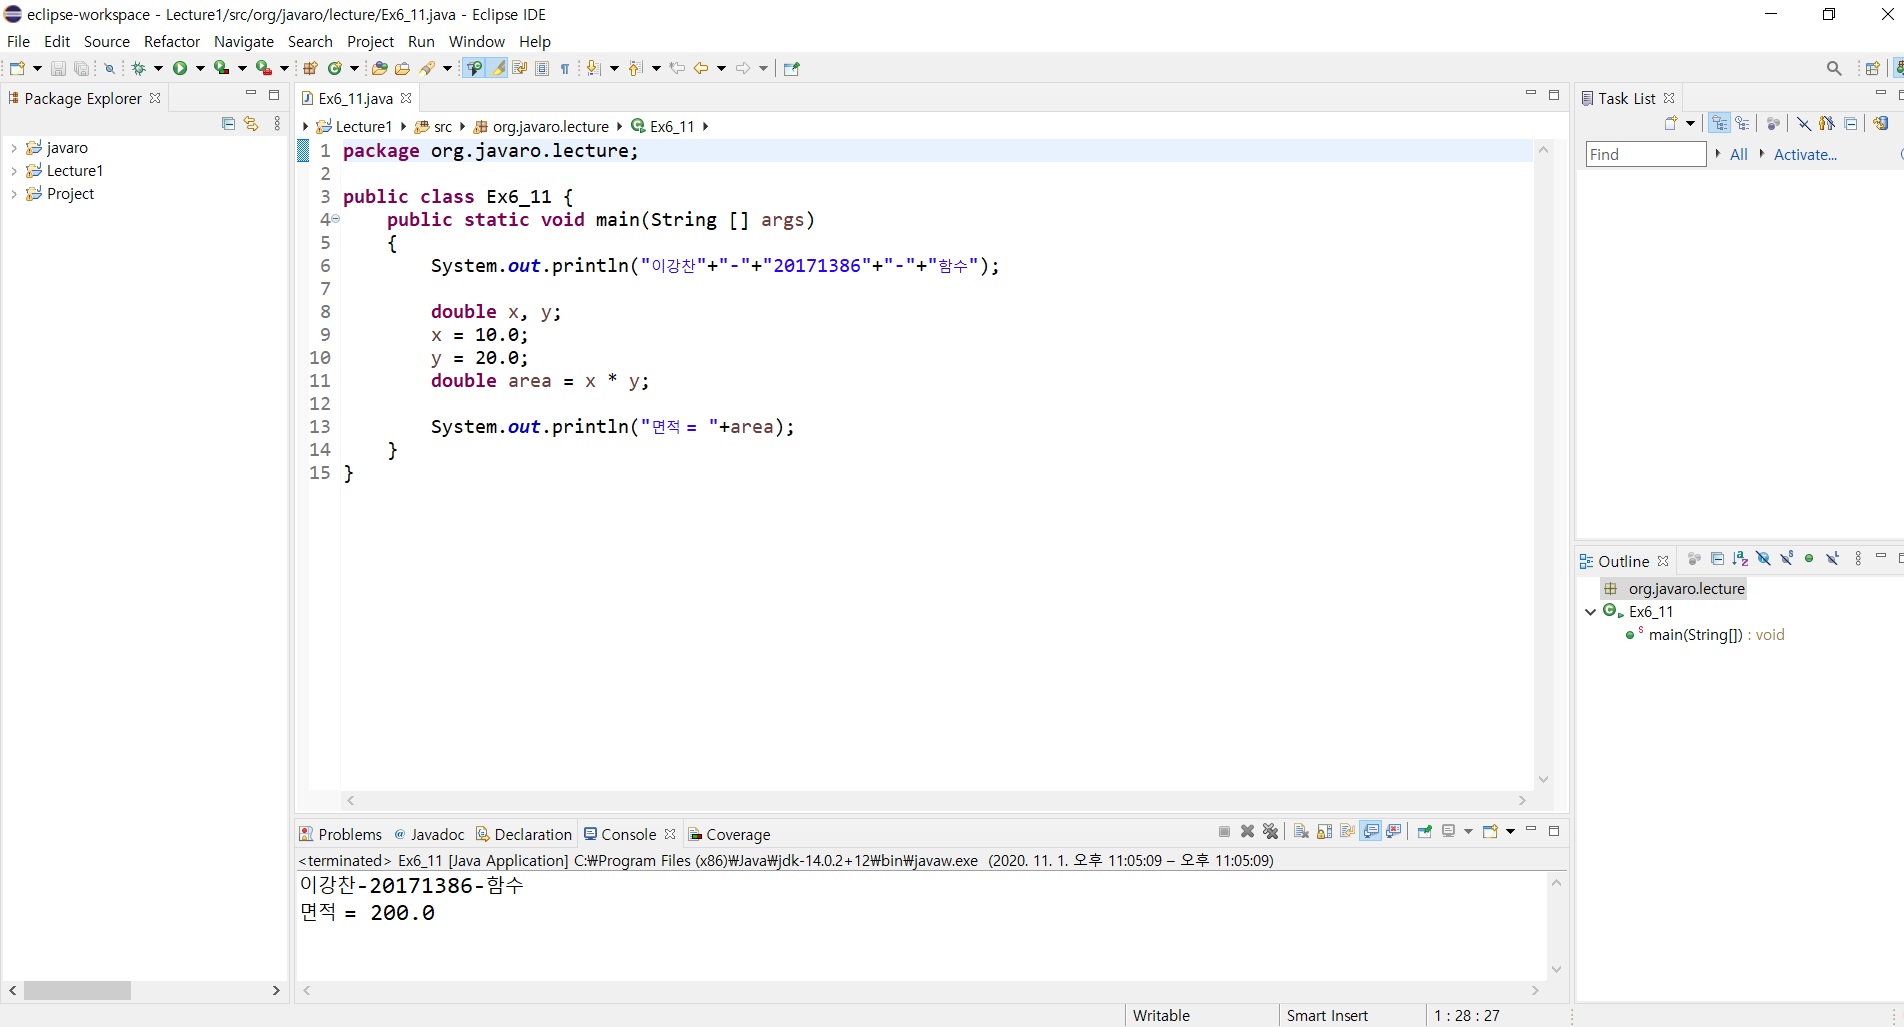 eclipse-workspace - Lecture1/src/org/javaro/lecture/Ex6_11.java - Eclipse IDE
File Edit Source Refactor Navigate Search Project Run Window Help
Package Explorer
javaro
Lecture1
Project
Ex6_11.java
Lecture1 src org.javaro.lecture Ex6_11
1 package org.javaro.lecture;
2
3 public class Ex6_11 {
4 public static void main(String [] args)
5 {
6 System.out.println("이강찬"+"-"+"20171386"+"-"+"함수");
7
8 double x, y;
9 x = 10.0;
10 y = 20.0;
11 double area = x * y;
12
13 System.out.println("면적 = "+area);
14 }
15 }
Problems Javadoc Declaration Console Coverage
<terminated> Ex6_11 [Java Application] C:₩Program Files (x86)₩Java₩jdk-14.0.2+12₩bin₩javaw.exe (2020. 11. 1. 오후 11:05:09 – 오후 11:05:09)
이강찬-20171386-함수
면적 = 200.0
Task List
Find All Activate...
Outline
org.javaro.lecture
Ex6_11
main(String[]) : void
Writable Smart Insert 1 : 28 : 27